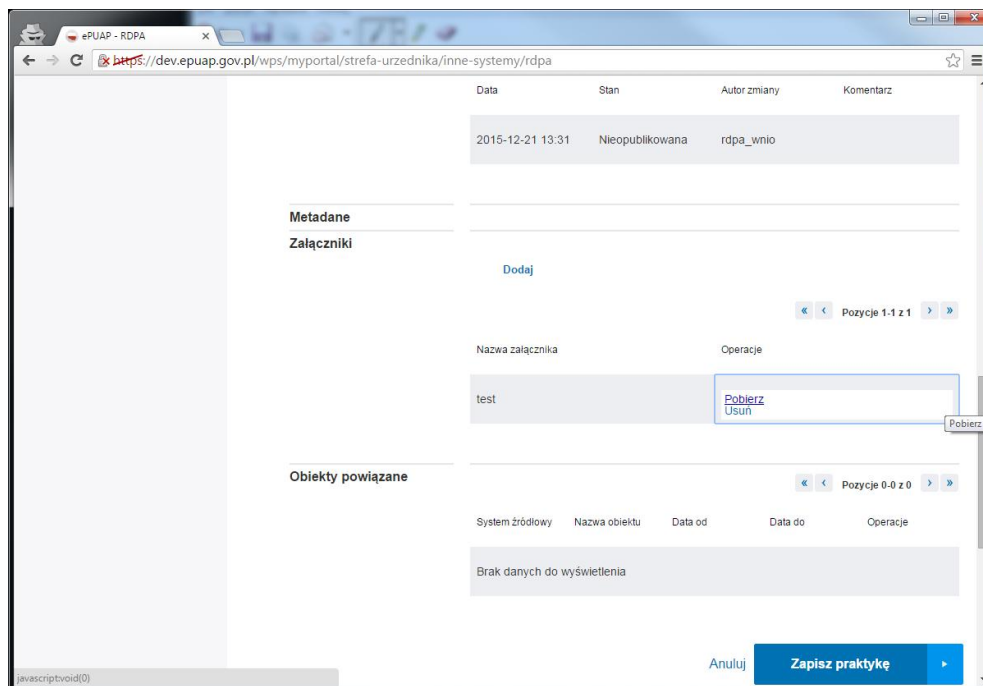 ePUAP - RDPA
https://dev.epuap.gov.pl/wps/myportal/strefa-urzednika/inne-systemy/rdpa
Data Stan Autor zmiany Komentarz
2015-12-21 13:31 Nieopublikowana rdpa_wnio
Metadane
Załączniki
Dodaj
« ‹ Pozycje 1-1 z 1 › »
Nazwa załącznika Operacje
test Pobierz
Usuń
Pobierz
Obiekty powiązane « ‹ Pozycje 0-0 z 0 › »
System źródłowy Nazwa obiektu Data od Data do Operacje
Brak danych do wyświetlenia
Anuluj Zapisz praktykę
javascript:void(0)